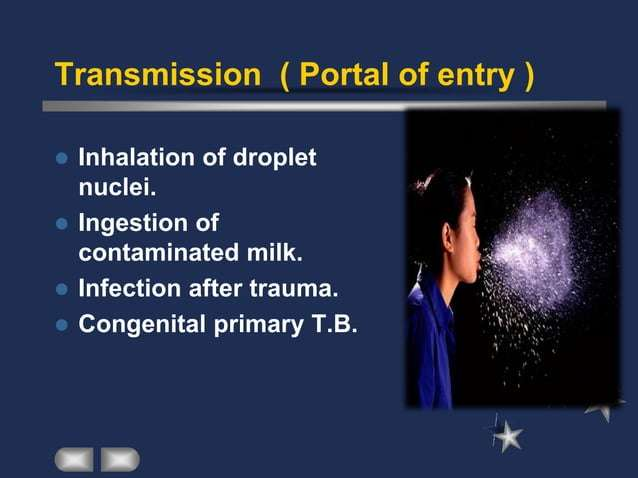 Transmission ( Portal of entry )
Inhalation of droplet
nuclei.
Ingestion of
contaminated milk.
Infection after trauma.
Congenital primary T.B.